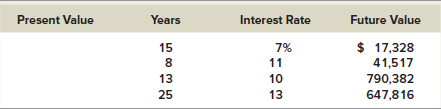 Present Value Years Interest Rate Future Value
15 7% $ 17,328
8 11 41,517
13 10 790,382
25 13 647,816